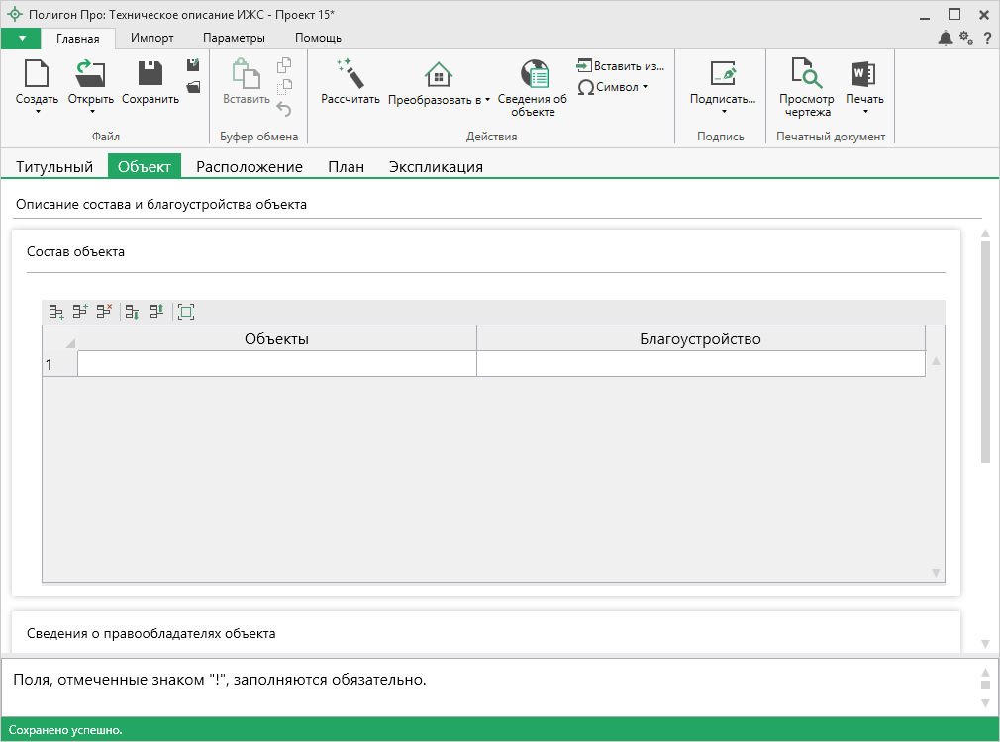 Полигон Про: Техническое описание ИЖС - Проект 15*
Главная Импорт Параметры Помощь
?
Создать Открыть Сохранить
Вставить
Рассчитать Преобразовать в Сведения об объекте
Вставить из...
Символ
Подписать...
Просмотр чертежа
Печать
Файл Буфер обмена Действия Подпись Печатный документ
Титульный Объект Расположение План Экспликация
Описание состава и благоустройства объекта
Состав объекта
Объекты Благоустройство
1
Сведения о правообладателях объекта
Поля, отмеченные знаком "!", заполняются обязательно.
Сохранено успешно.